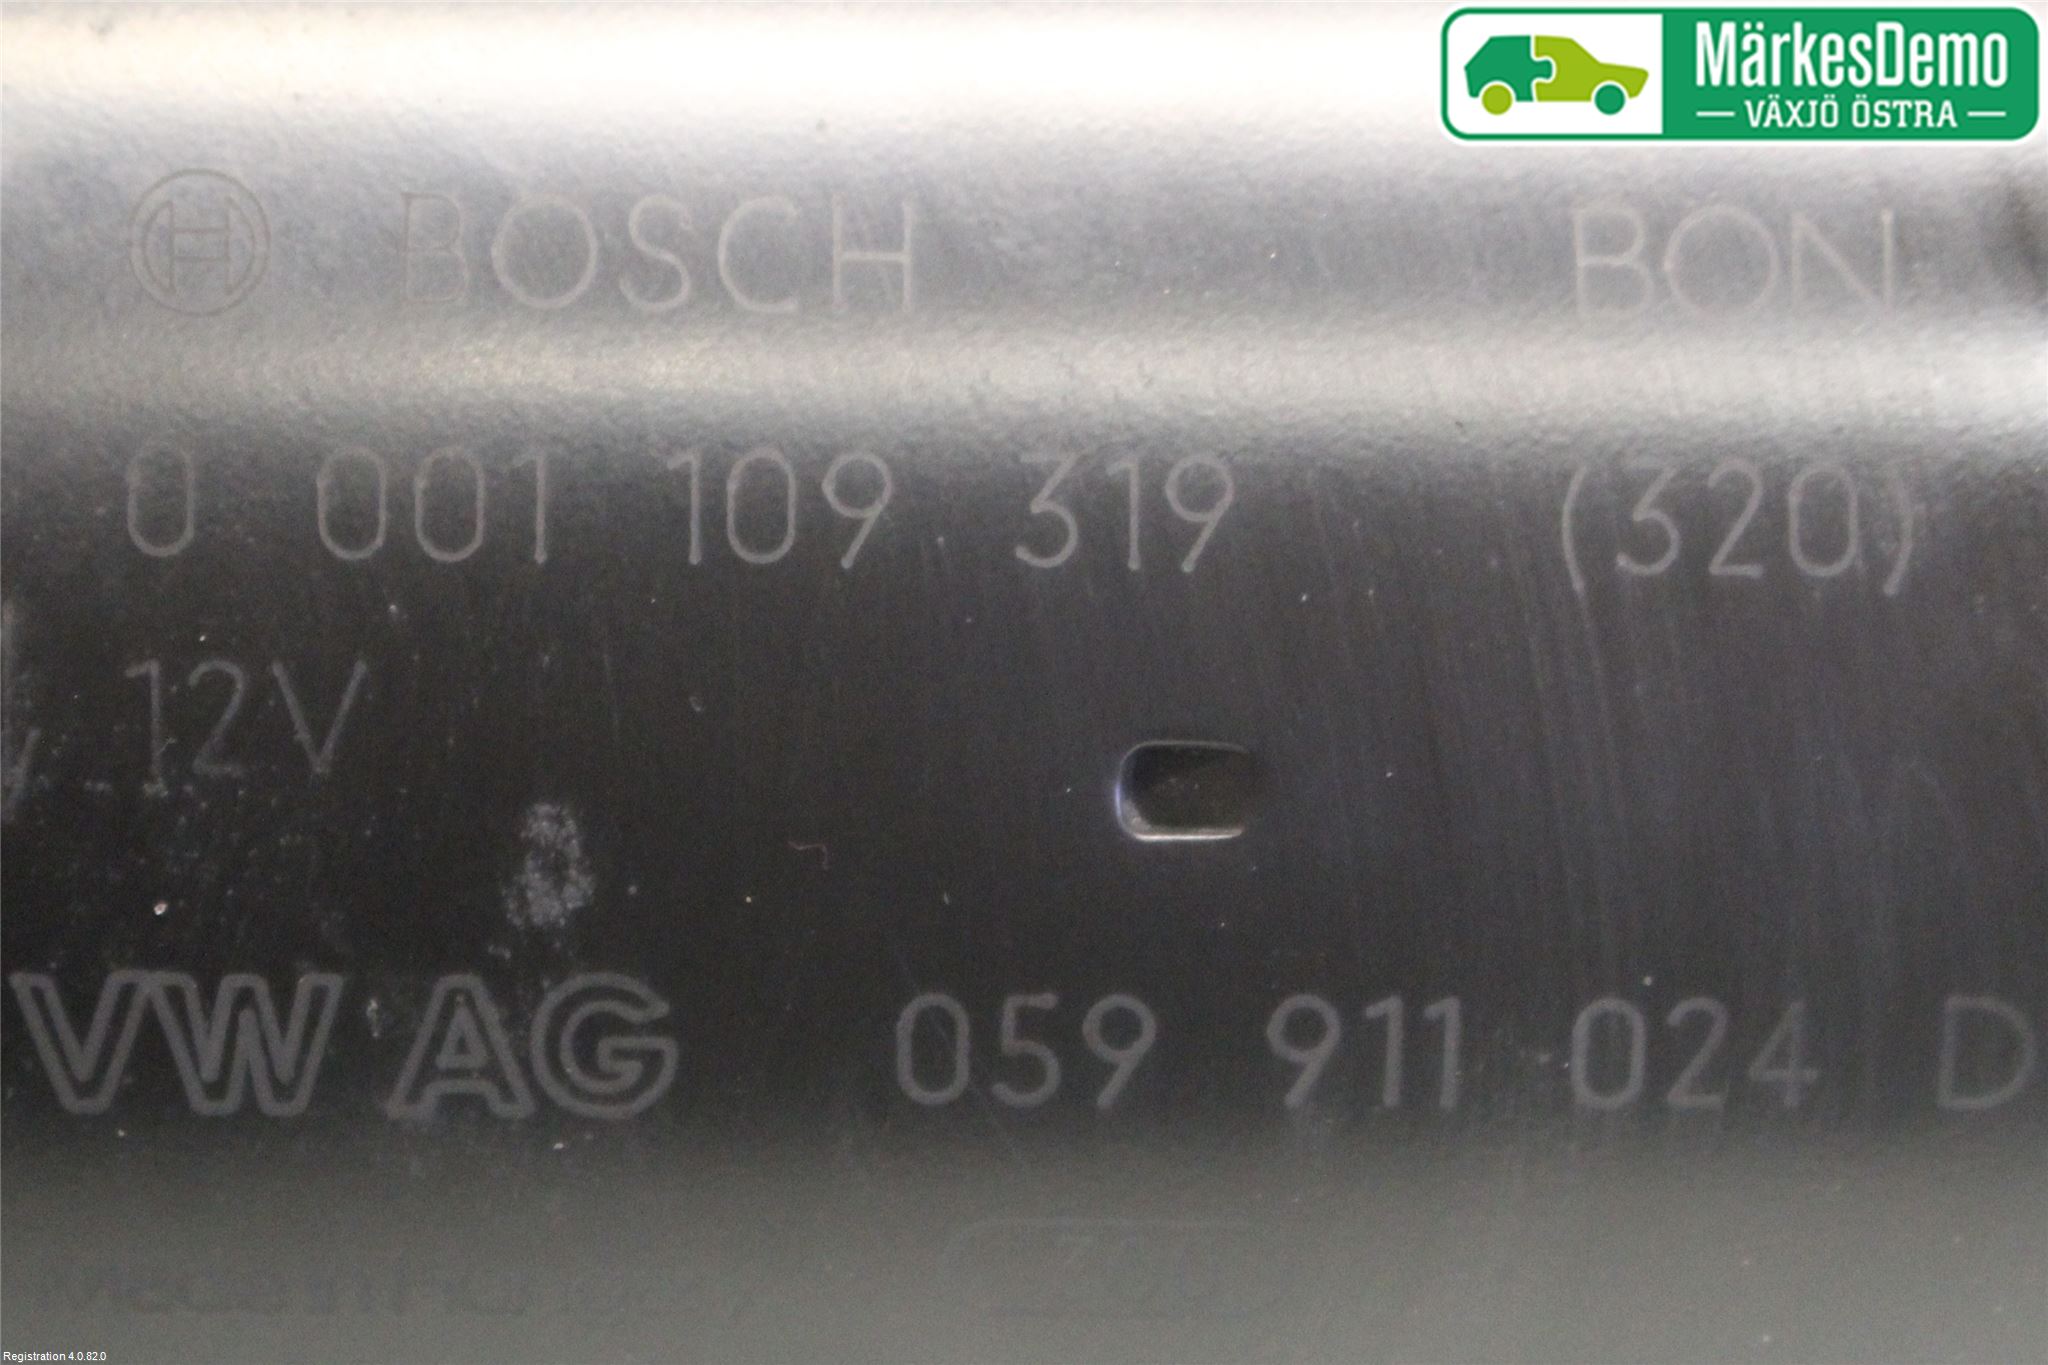 MärkesDemo
VÄXJÖ ÖSTRA
BOSCH BON
0 001 109 319 (320)
12V
VW AG 059 911 024 D
Registration 4.0.82.0